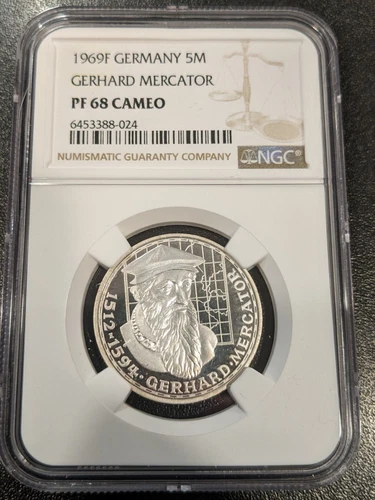 1969F GERMANY 5M
GERHARD MERCATOR
PF 68 CAMEO
6453388-024
NUMISMATIC GUARANTY COMPANY
NGC®
1512-1594·GERHARD·MERCATOR